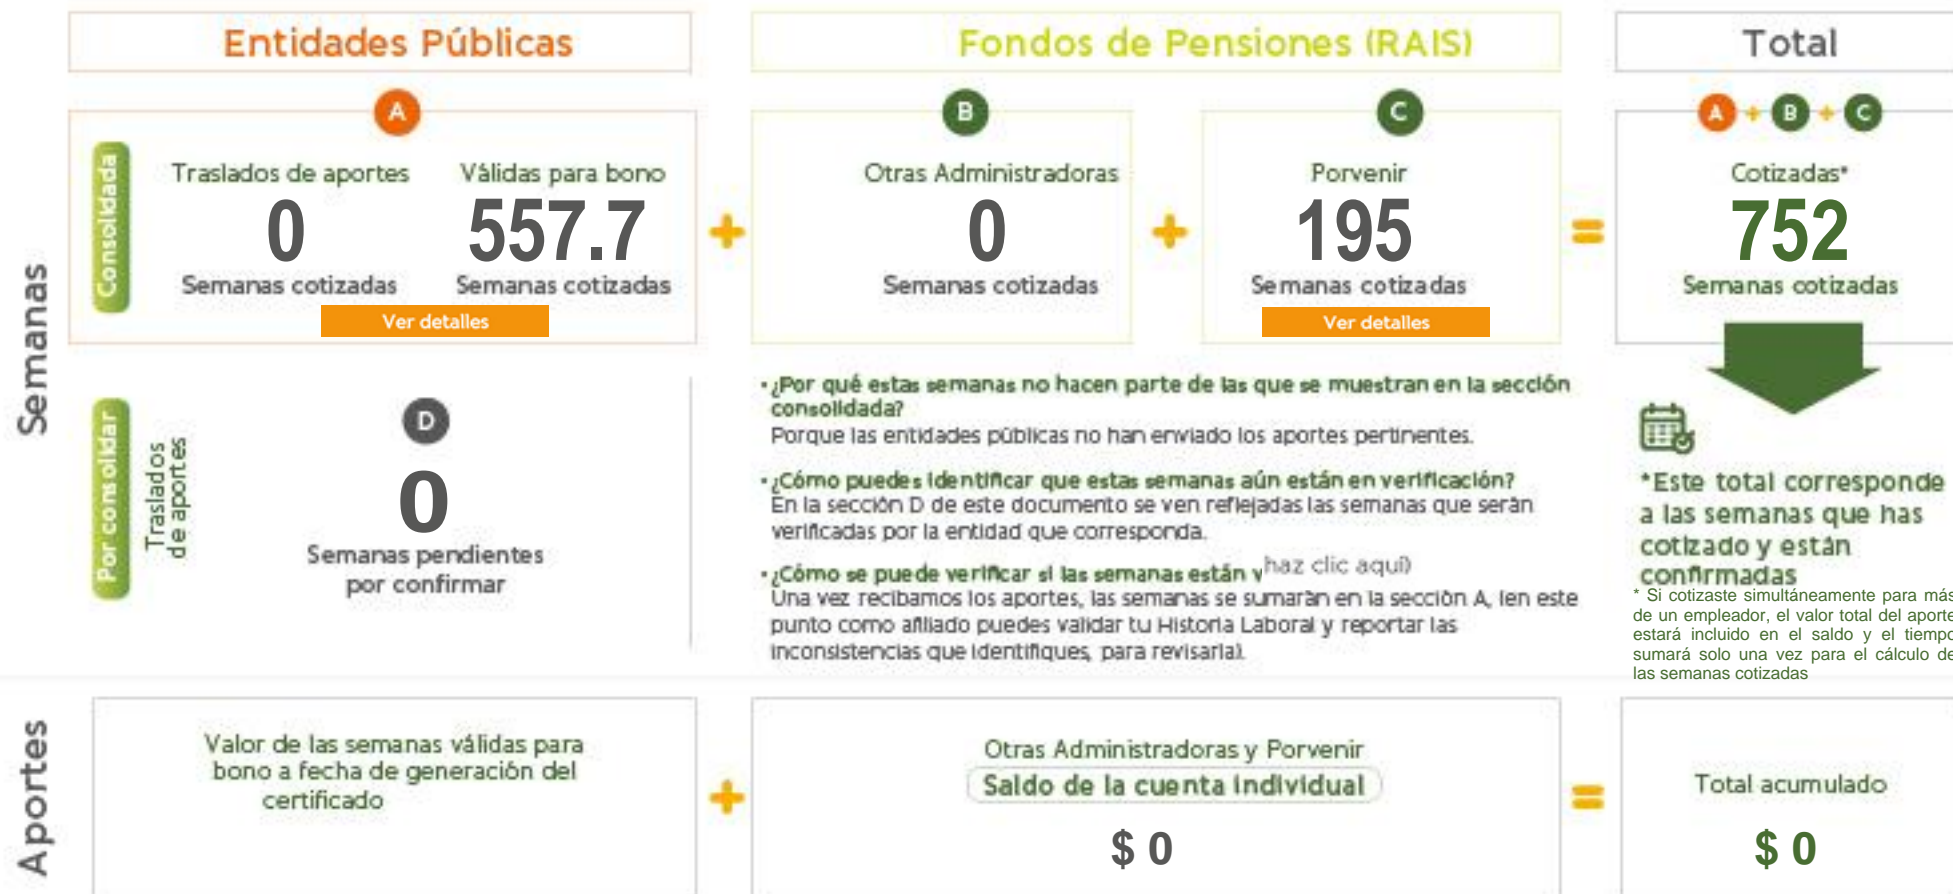 Entidades Públicas
Fondos de Pensiones (RAIS)
Total
Semanas
Consolidada
A
Traslados de aportes
0
Semanas cotizadas
Válidas para bono
557.7
Semanas cotizadas
Ver detalles
+
B
Otras Administradoras
0
Semanas cotizadas
+
C
Porvenir
195
Semanas cotizadas
Ver detalles
=
A + B + C
Cotizadas*
752
Semanas cotizadas
Por consolidar
Traslados
de aportes
D
0
Semanas pendientes
por confirmar
• ¿Por qué estas semanas no hacen parte de las que se muestran en la sección
consolidada?
Porque las entidades públicas no han enviado los aportes pertinentes.
• ¿Cómo puedes identificar que estas semanas aún están en verificación?
En la sección D de este documento se ven reflejadas las semanas que serán
verificadas por la entidad que corresponda.
• ¿Cómo se puede verificar si las semanas están v haz clic aquí)
Una vez recibamos los aportes, las semanas se sumarán en la sección A, (en este
punto como afiliado puedes validar tu Historia Laboral y reportar las
inconsistencias que identifiques, para revisarla).
*Este total corresponde
a las semanas que has
cotizado y están
confirmadas
* Si cotizaste simultáneamente para más
de un empleador, el valor total del aporte
estará incluido en el saldo y el tiempo
sumará solo una vez para el cálculo de
las semanas cotizadas
Aportes
Valor de las semanas válidas para
bono a fecha de generación del
certificado
+
Otras Administradoras y Porvenir
Saldo de la cuenta individual
$ 0
=
Total acumulado
$ 0